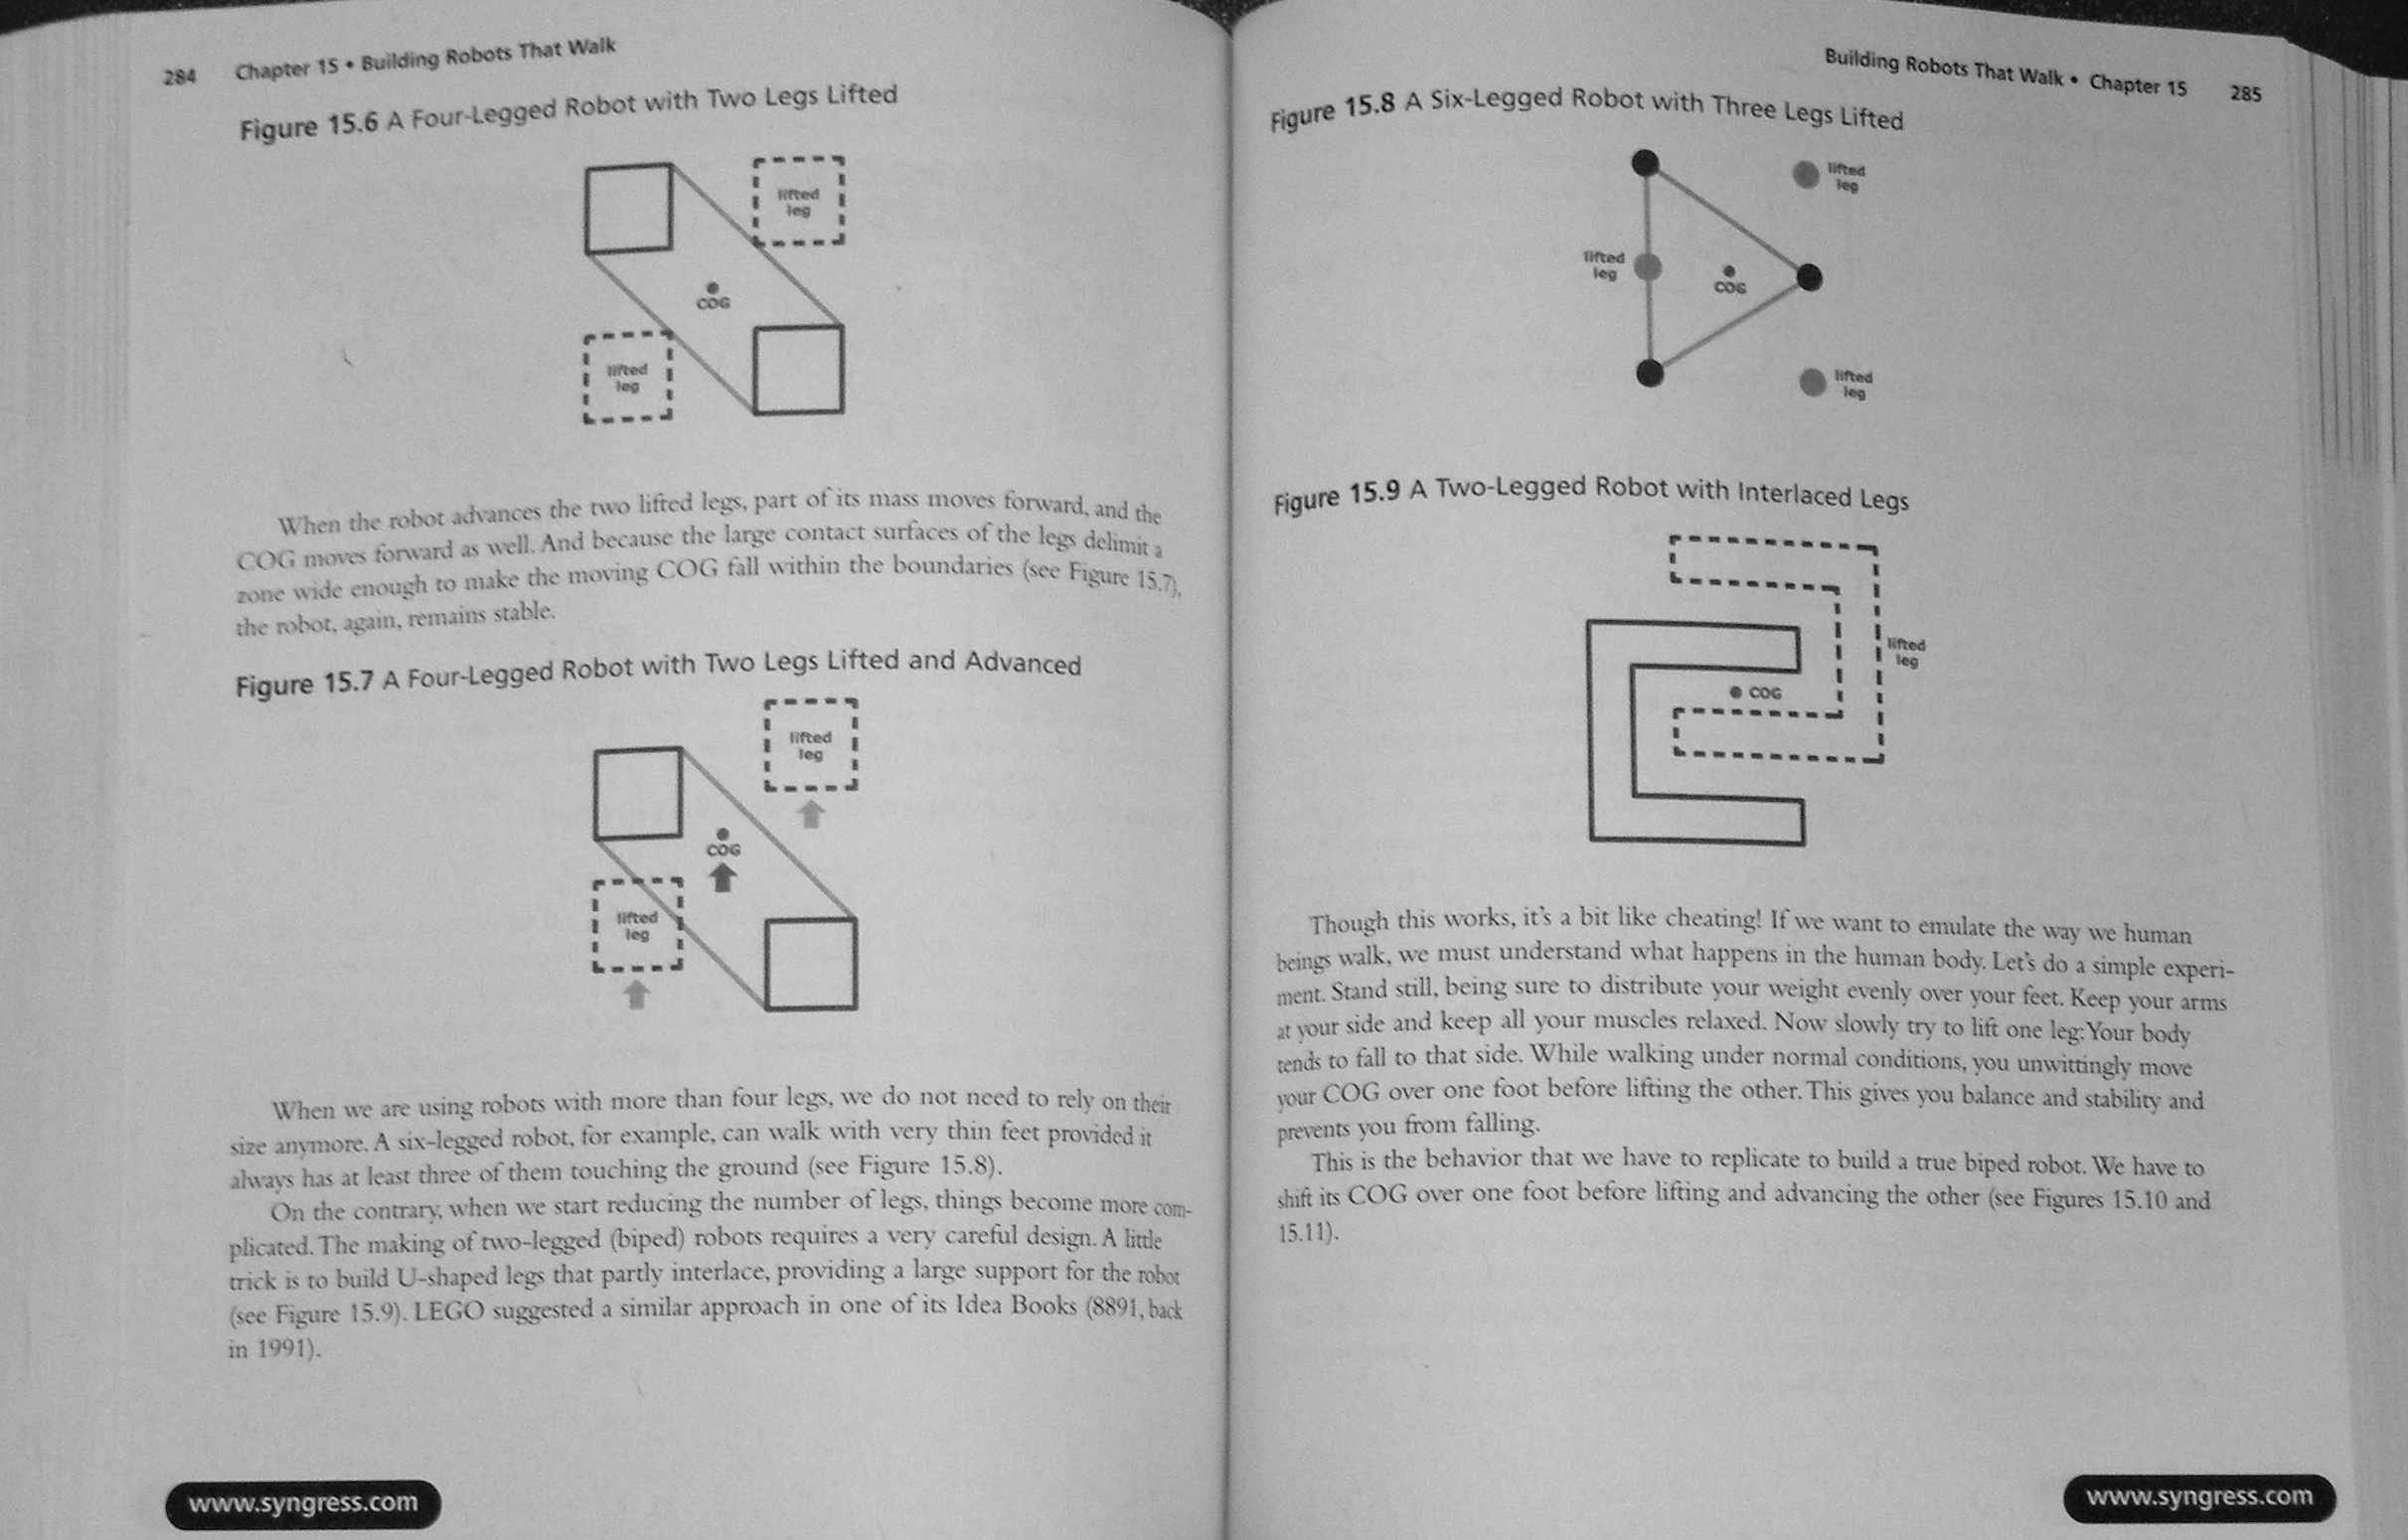 284 Chapter 15 • Building Robots That Walk
Figure 15.6 A Four-Legged Robot with Two Legs Lifted
lifted
leg
COG
lifted
leg
When the robot advances the two lifted legs, part of its mass moves forward, and the
COG moves forward as well. And because the large contact surfaces of the legs delimit a
zone wide enough to make the moving COG fall within the boundaries (see Figure 15.7),
the robot, again, remains stable.
Figure 15.7 A Four-Legged Robot with Two Legs Lifted and Advanced
lifted
leg
COG
lifted
leg
When we are using robots with more than four legs, we do not need to rely on their
size anymore. A six-legged robot, for example, can walk with very thin feet provided it
always has at least three of them touching the ground (see Figure 15.8).
On the contrary, when we start reducing the number of legs, things become more com-
plicated. The making of two-legged (biped) robots requires a very careful design. A little
trick is to build U-shaped legs that partly interlace, providing a large support for the robot
(see Figure 15.9). LEGO suggested a similar approach in one of its Idea Books (8891, back
in 1991).
www.syngress.com
Building Robots That Walk • Chapter 15 285
Figure 15.8 A Six-Legged Robot with Three Legs Lifted
lifted
leg
lifted
leg
COG
lifted
leg
Figure 15.9 A Two-Legged Robot with Interlaced Legs
lifted
leg
COG
Though this works, it's a bit like cheating! If we want to emulate the way we human
beings walk, we must understand what happens in the human body. Let's do a simple experi-
ment. Stand still, being sure to distribute your weight evenly over your feet. Keep your arms
at your side and keep all your muscles relaxed. Now slowly try to lift one leg: Your body
tends to fall to that side. While walking under normal conditions, you unwittingly move
your COG over one foot before lifting the other. This gives you balance and stability and
prevents you from falling.
This is the behavior that we have to replicate to build a true biped robot. We have to
shift its COG over one foot before lifting and advancing the other (see Figures 15.10 and
15.11).
www.syngress.com